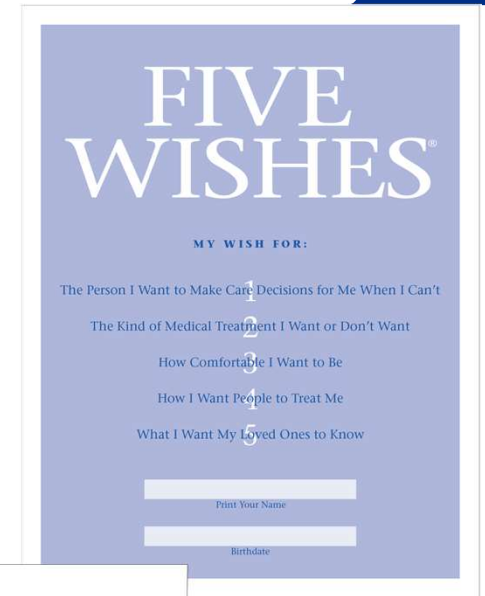 FIVE
WISHES®
MY WISH FOR:
1
The Person I Want to Make Care Decisions for Me When I Can't
2
The Kind of Medical Treatment I Want or Don't Want
3
How Comfortable I Want to Be
4
How I Want People to Treat Me
5
What I Want My Loved Ones to Know
Print Your Name
Birthdate